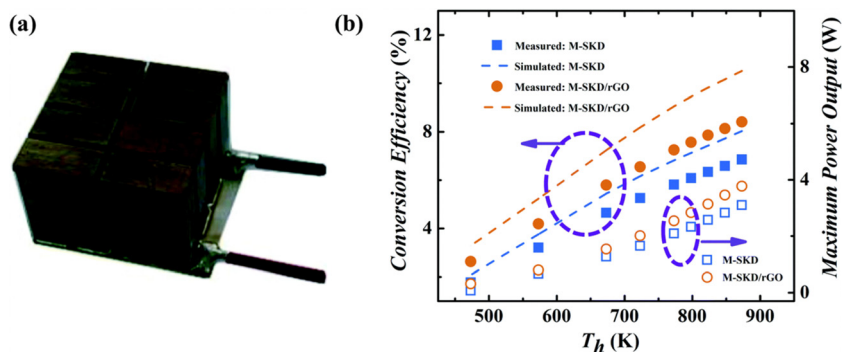 (a)
(b)
Conversion Efficiency (%)
12
8
4
Measured: M-SKD
Simulated: M-SKD
Measured: M-SKD/rGO
Simulated: M-SKD/rGO
M-SKD
M-SKD/rGO
8
4
0
Maximum Power Output (W)
500 600 700 800 900
Th (K)